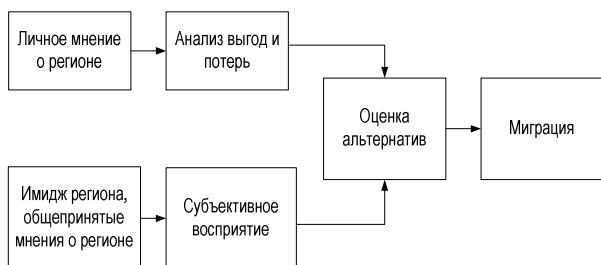 Личное мнение
о регионе
Анализ выгод и
потерь
Оценка
альтернатив
Миграция
Имидж региона,
общепринятые
мнения о регионе
Субъективное
восприятие